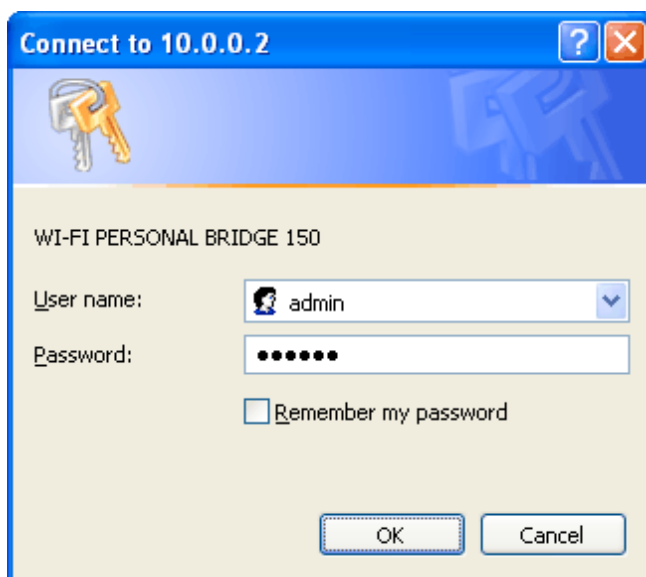 Connect to 10.0.0.2
WI-FI PERSONAL BRIDGE 150
User name: admin
Password: ●●●●●●
Remember my password
OK Cancel